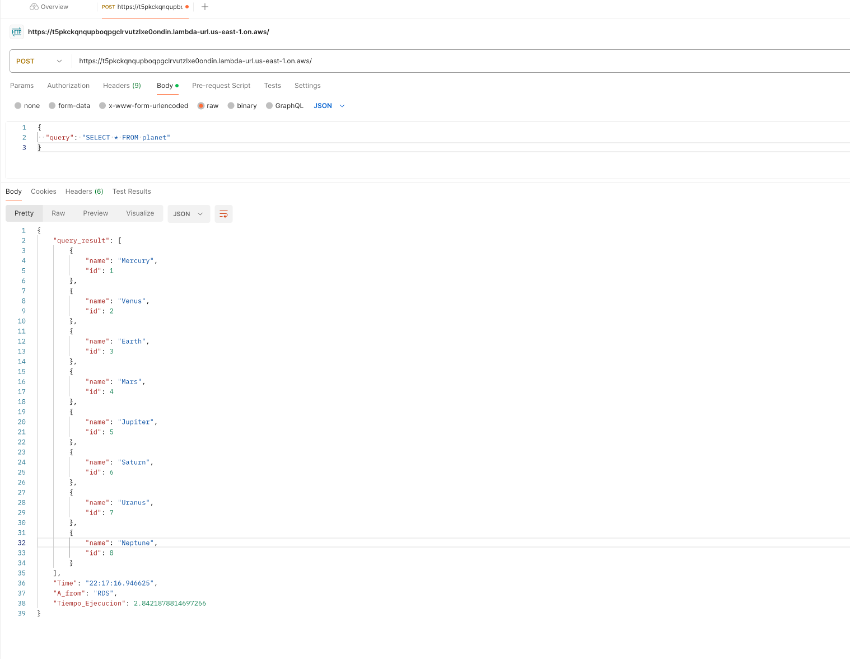 Overview
POST https://t5pkckqnqupbo
https://t5pkckqnqupboqpgclrvutzlxe0ondin.lambda-url.us-east-1.on.aws/
POST
https://t5pkckqnqupboqpgclrvutzlxe0ondin.lambda-url.us-east-1.on.aws/
Params Authorization Headers (9) Body Pre-request Script Tests Settings
none form-data x-www-form-urlencoded raw binary GraphQL JSON
1 {
2 "query": "SELECT * FROM planet"
3 }
Body Cookies Headers (6) Test Results
Pretty Raw Preview Visualize JSON
1 {
2 "query_result": [
3 {
4 "name": "Mercury",
5 "id": 1
6 },
7 {
8 "name": "Venus",
9 "id": 2
10 },
11 {
12 "name": "Earth",
13 "id": 3
14 },
15 {
16 "name": "Mars",
17 "id": 4
18 },
19 {
20 "name": "Jupiter",
21 "id": 5
22 },
23 {
24 "name": "Saturn",
25 "id": 6
26 },
27 {
28 "name": "Uranus",
29 "id": 7
30 },
31 {
32 "name": "Neptune",
33 "id": 8
34 }
35 ],
36 "Time": "22:17:16.946625",
37 "A_from": "RDS",
38 "Tiempo_Ejecucion": 2.8421878814697266
39 }